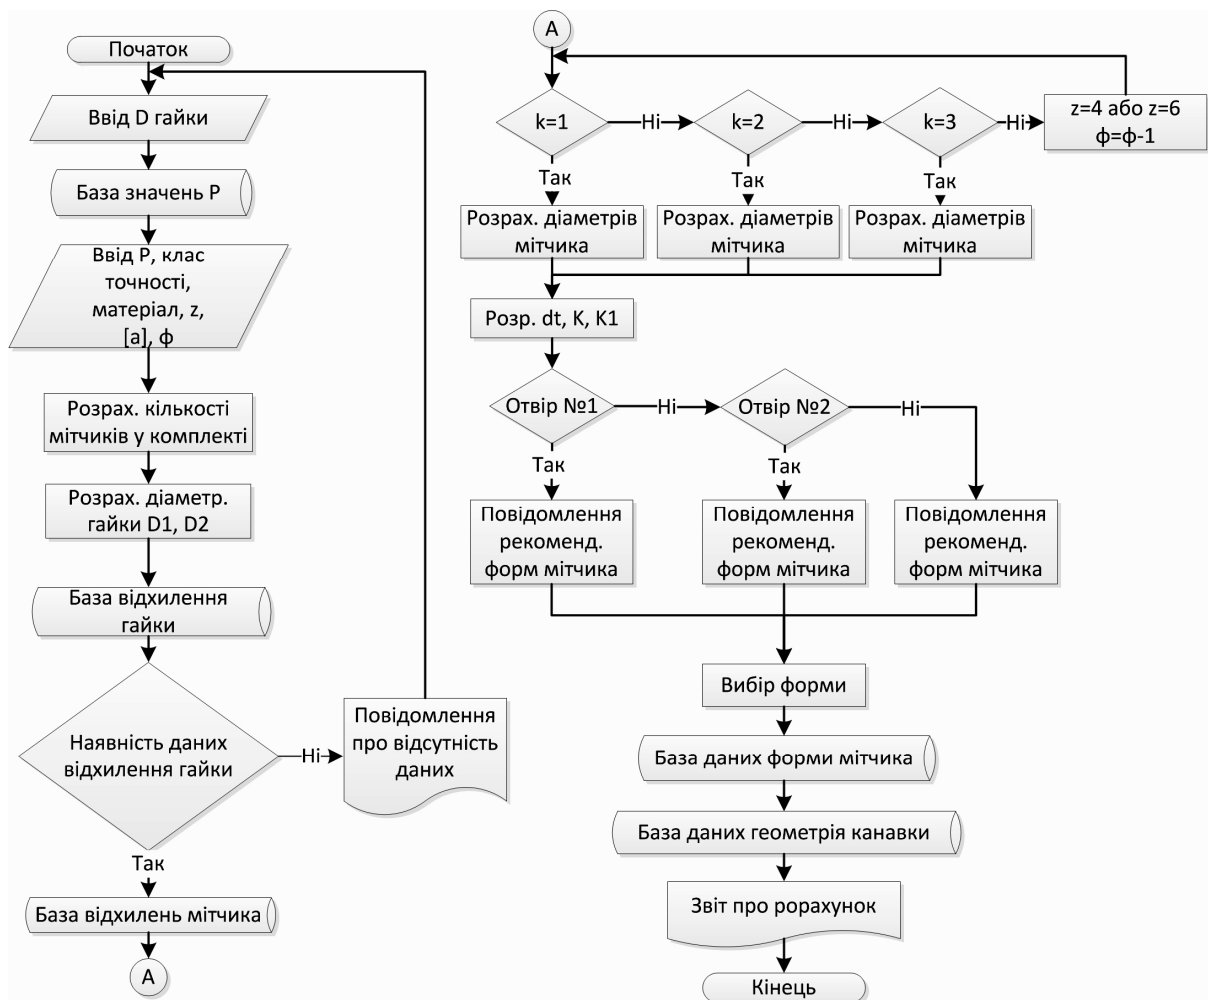 Початок
Ввід D гайки
База значень P
Ввід P, клас
точності,
матеріал, z,
[a], ф
Розрах. кількості
мітчиків у комплекті
Розрах. діаметр.
гайки D1, D2
База відхилення
гайки
Наявність даних
відхилення гайки
Ні
Повідомлення
про відсутність
даних
Так
База відхилень мітчика
A
A
k=1
Ні
k=2
Ні
k=3
Ні
z=4 або z=6
ф=ф-1
Так
Так
Так
Розрах. діаметрів
мітчика
Розрах. діаметрів
мітчика
Розрах. діаметрів
мітчика
Розр. dt, K, K1
Отвір №1
Ні
Отвір №2
Ні
Так
Так
Повідомлення
рекоменд.
форм мітчика
Повідомлення
рекоменд.
форм мітчика
Повідомлення
рекоменд.
форм мітчика
Вибір форми
База даних форми мітчика
База даних геометрія канавки
Звіт про рорахунок
Кінець